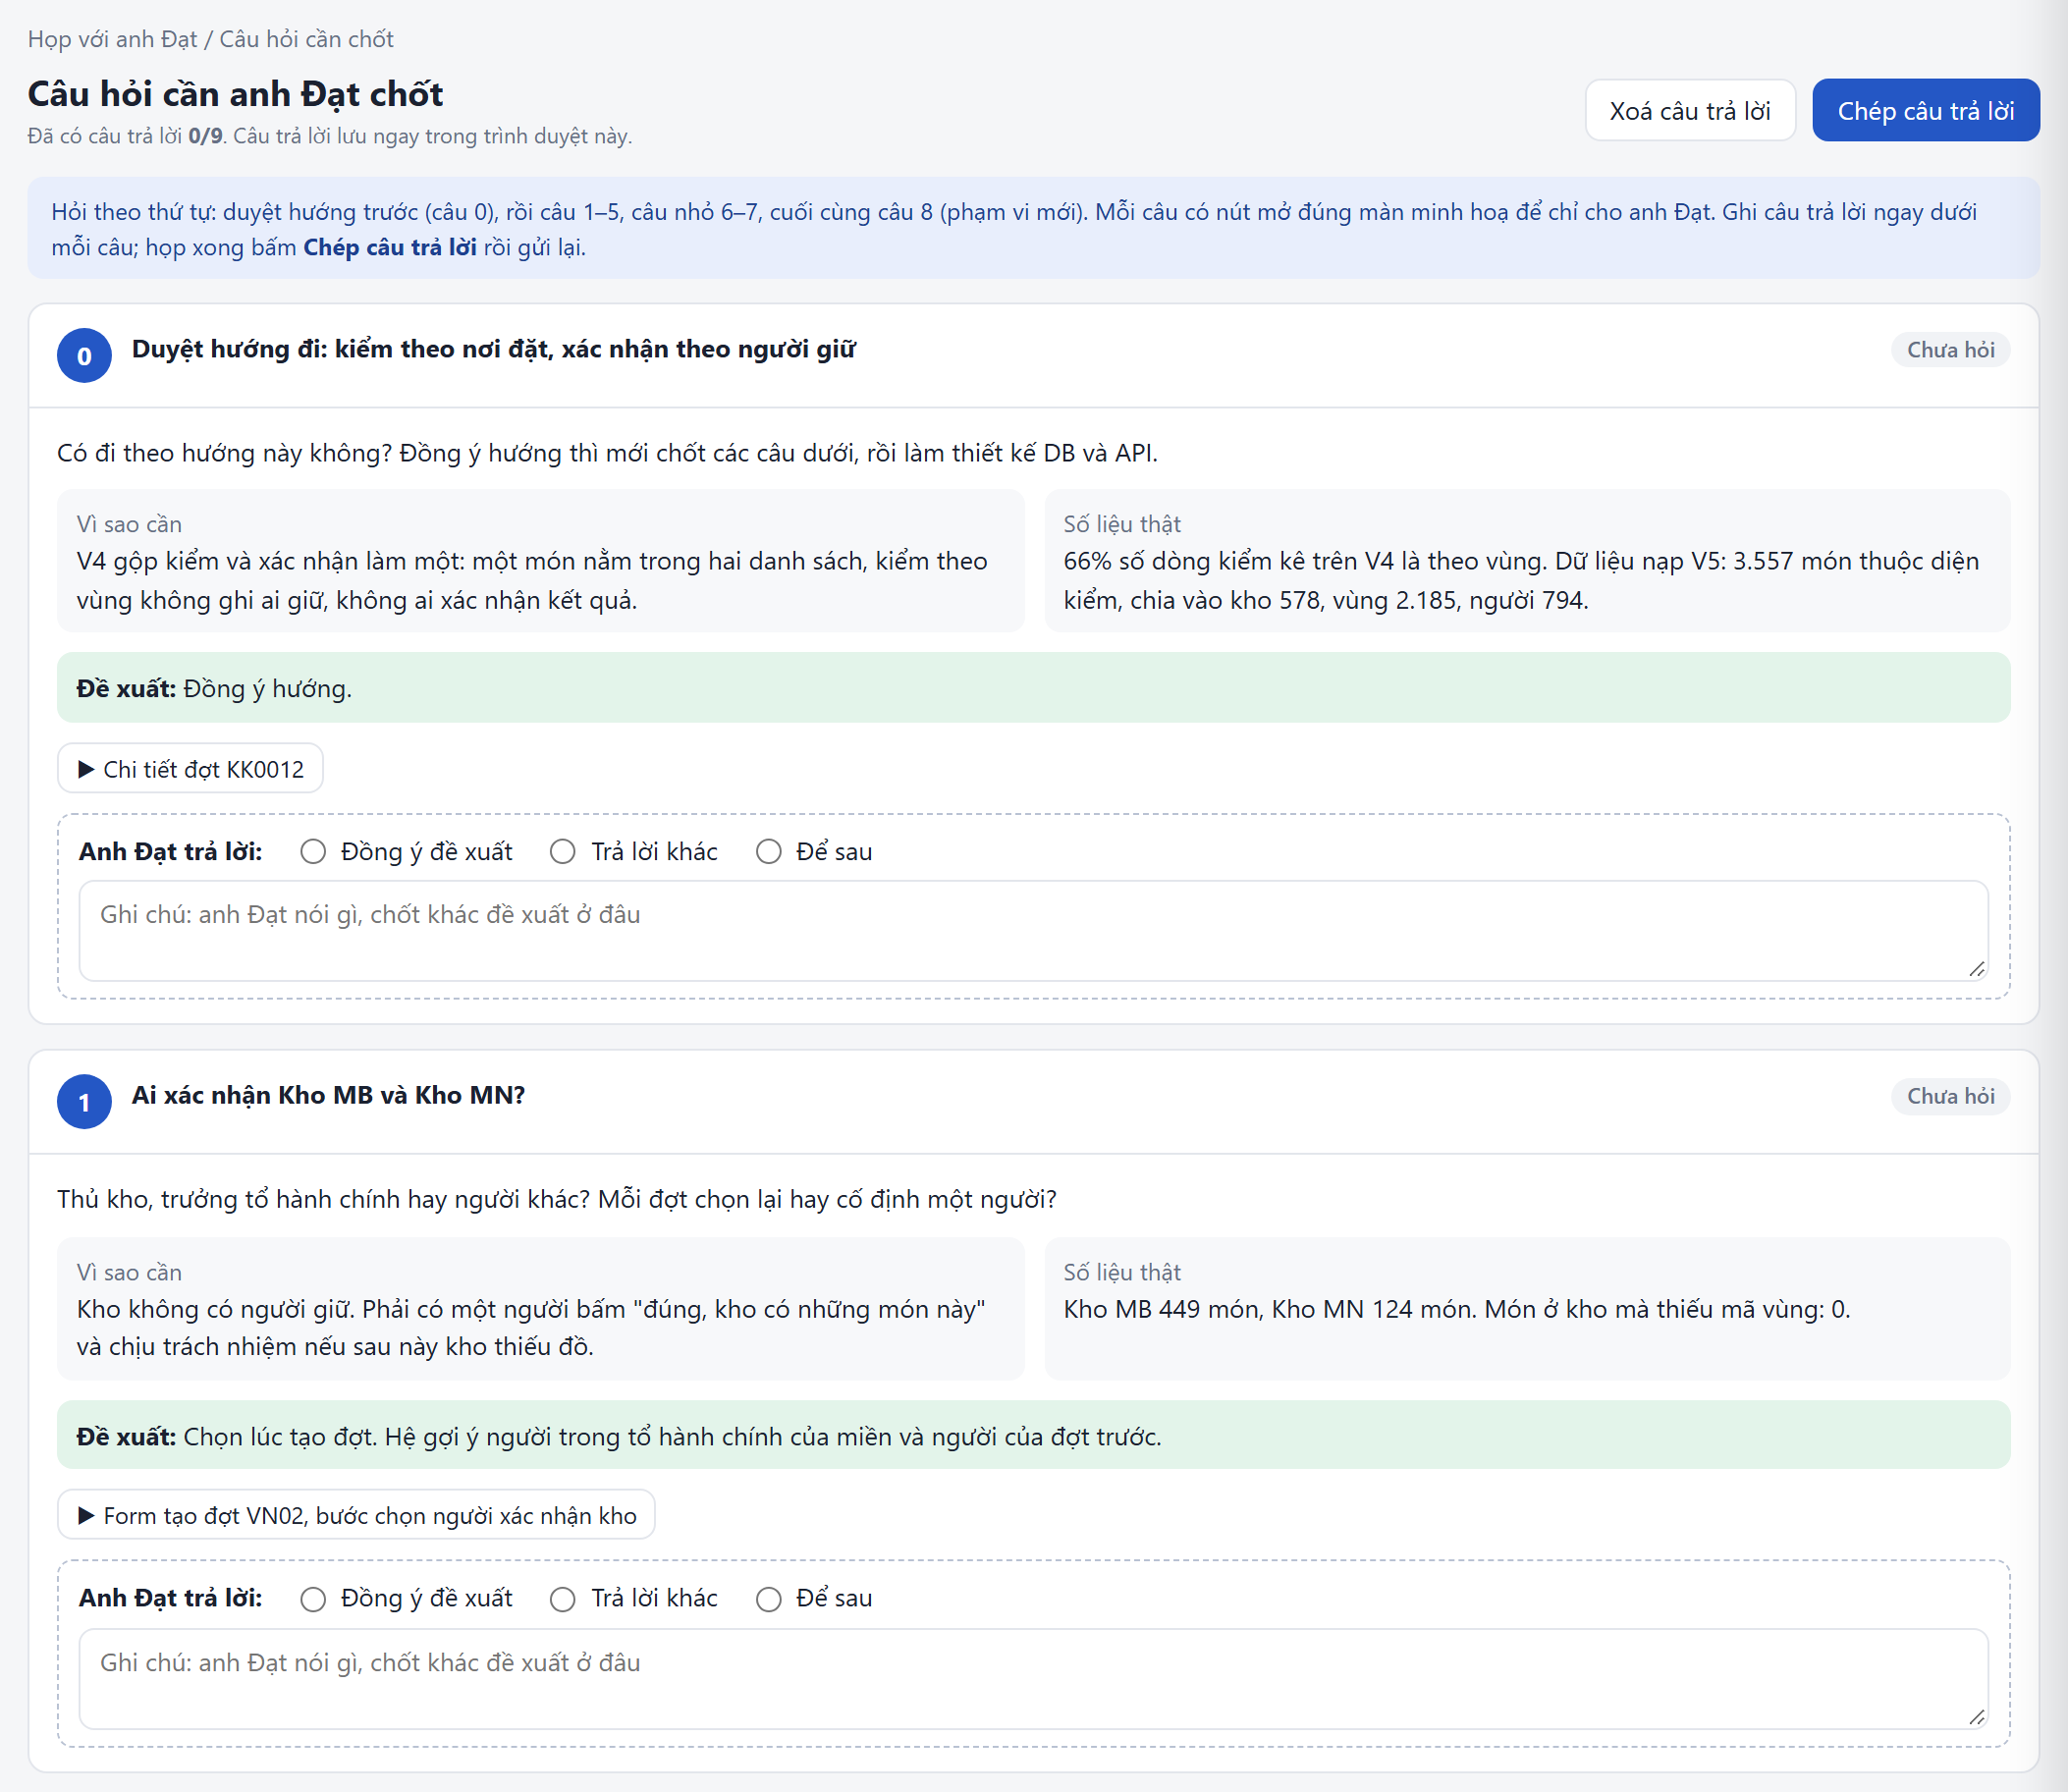 Họp với anh Đạt / Câu hỏi cần chốt
Câu hỏi cần anh Đạt chốt
Đã có câu trả lời 0/9. Câu trả lời lưu ngay trong trình duyệt này.
Xoá câu trả lời
Chép câu trả lời
Hỏi theo thứ tự: duyệt hướng trước (câu 0), rồi câu 1–5, câu nhỏ 6–7, cuối cùng câu 8 (phạm vi mới). Mỗi câu có nút mở đúng màn minh hoạ để chỉ cho anh Đạt. Ghi câu trả lời ngay dưới
mỗi câu; họp xong bấm Chép câu trả lời rồi gửi lại.
0
Duyệt hướng đi: kiểm theo nơi đặt, xác nhận theo người giữ
Chưa hỏi
Có đi theo hướng này không? Đồng ý hướng thì mới chốt các câu dưới, rồi làm thiết kế DB và API.
Vì sao cần
V4 gộp kiểm và xác nhận làm một: một món nằm trong hai danh sách, kiểm theo
vùng không ghi ai giữ, không ai xác nhận kết quả.
Số liệu thật
66% số dòng kiểm kê trên V4 là theo vùng. Dữ liệu nạp V5: 3.557 món thuộc diện
kiểm, chia vào kho 578, vùng 2.185, người 794.
Đề xuất: Đồng ý hướng.
▶ Chi tiết đợt KK0012
Anh Đạt trả lời:
Đồng ý đề xuất
Trả lời khác
Để sau
Ghi chú: anh Đạt nói gì, chốt khác đề xuất ở đâu
1
Ai xác nhận Kho MB và Kho MN?
Chưa hỏi
Thủ kho, trưởng tổ hành chính hay người khác? Mỗi đợt chọn lại hay cố định một người?
Vì sao cần
Kho không có người giữ. Phải có một người bấm "đúng, kho có những món này"
và chịu trách nhiệm nếu sau này kho thiếu đồ.
Số liệu thật
Kho MB 449 món, Kho MN 124 món. Món ở kho mà thiếu mã vùng: 0.
Đề xuất: Chọn lúc tạo đợt. Hệ gợi ý người trong tổ hành chính của miền và người của đợt trước.
▶ Form tạo đợt VN02, bước chọn người xác nhận kho
Anh Đạt trả lời:
Đồng ý đề xuất
Trả lời khác
Để sau
Ghi chú: anh Đạt nói gì, chốt khác đề xuất ở đâu